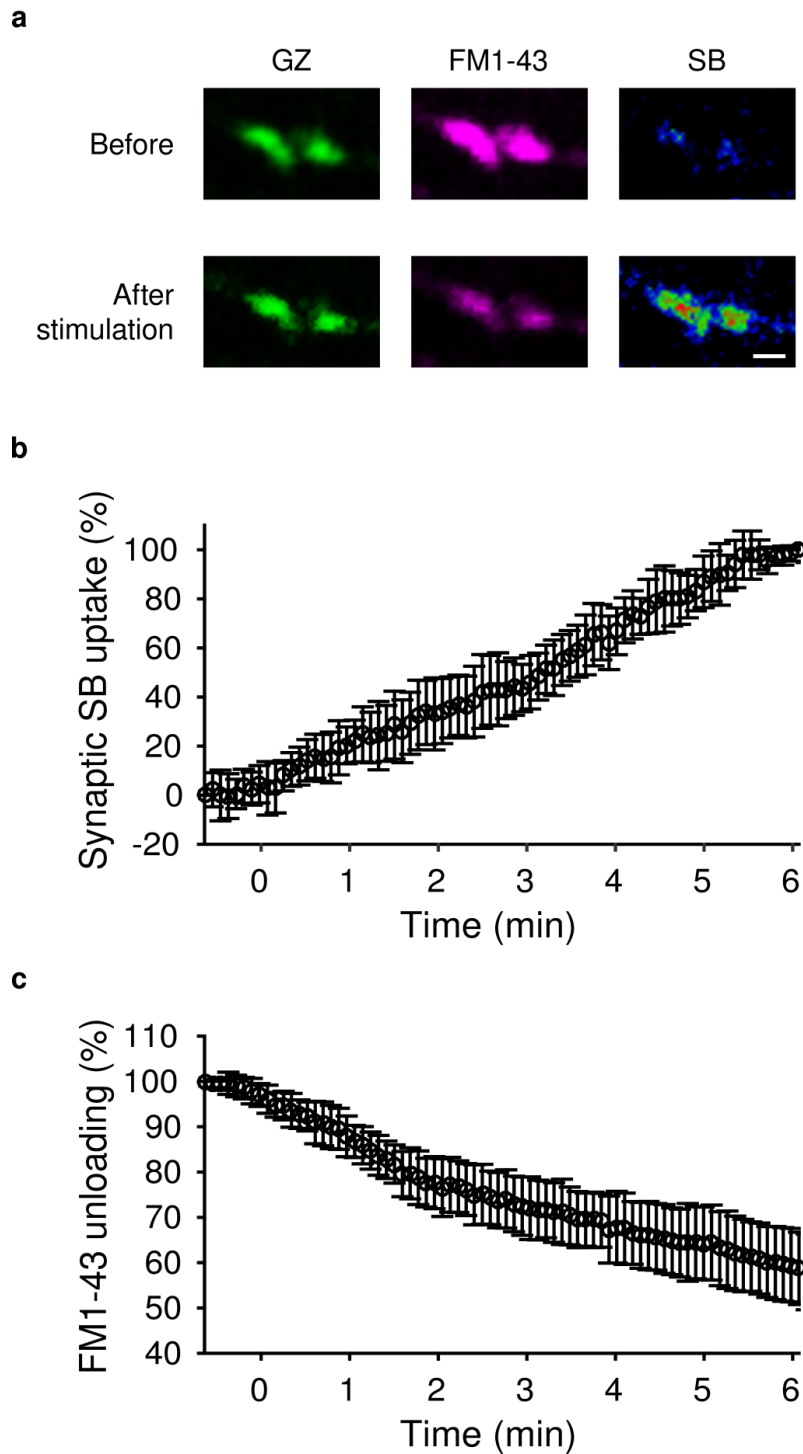 a
GZ FM1-43 SB
Before
After
stimulation
b
Synaptic SB uptake (%)
100
80
60
40
20
0
-20
0 1 2 3 4 5 6
Time (min)
c
FM1-43 unloading (%)
110
100
90
80
70
60
50
40
0 1 2 3 4 5 6
Time (min)